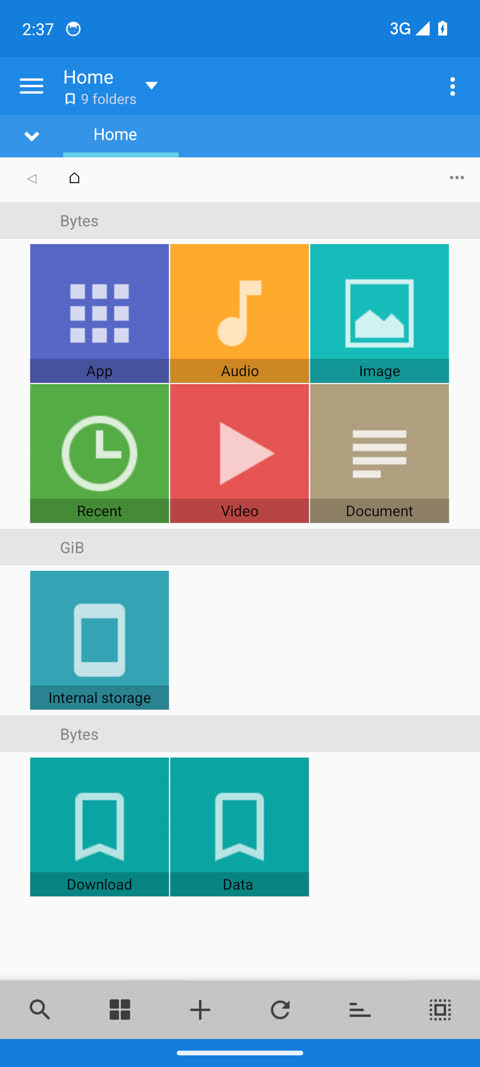 2:37
3G
Home
9 folders
Home
Bytes
App
Audio
Image
Recent
Video
Document
GiB
Internal storage
Bytes
Download
Data